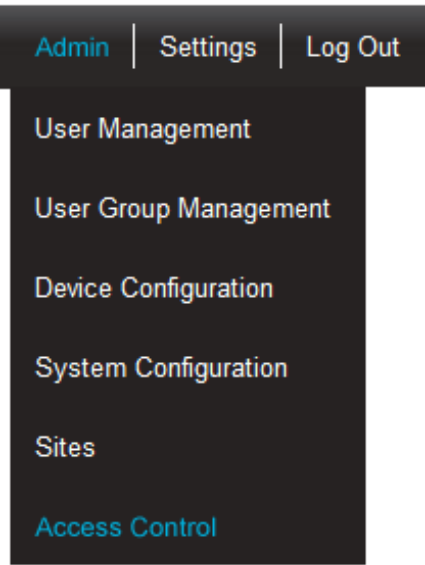 Admin | Settings | Log Out
User Management
User Group Management
Device Configuration
System Configuration
Sites
Access Control